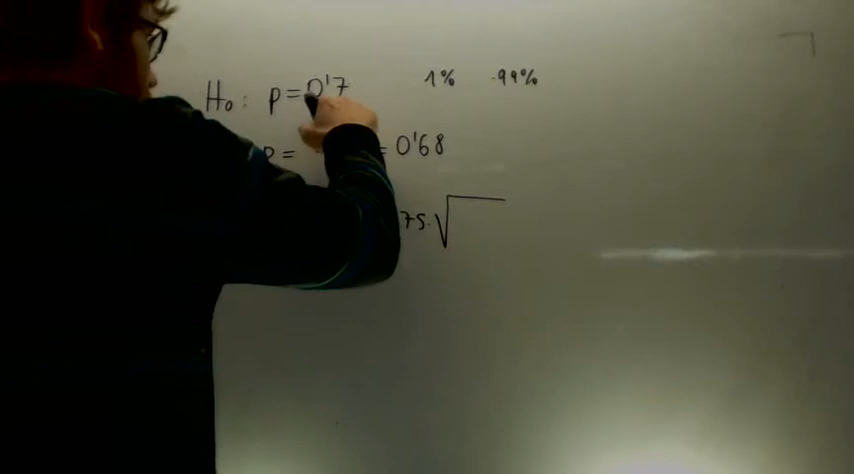 H₀: p = 0'7 1% 99%
p = = 0'68
75·√